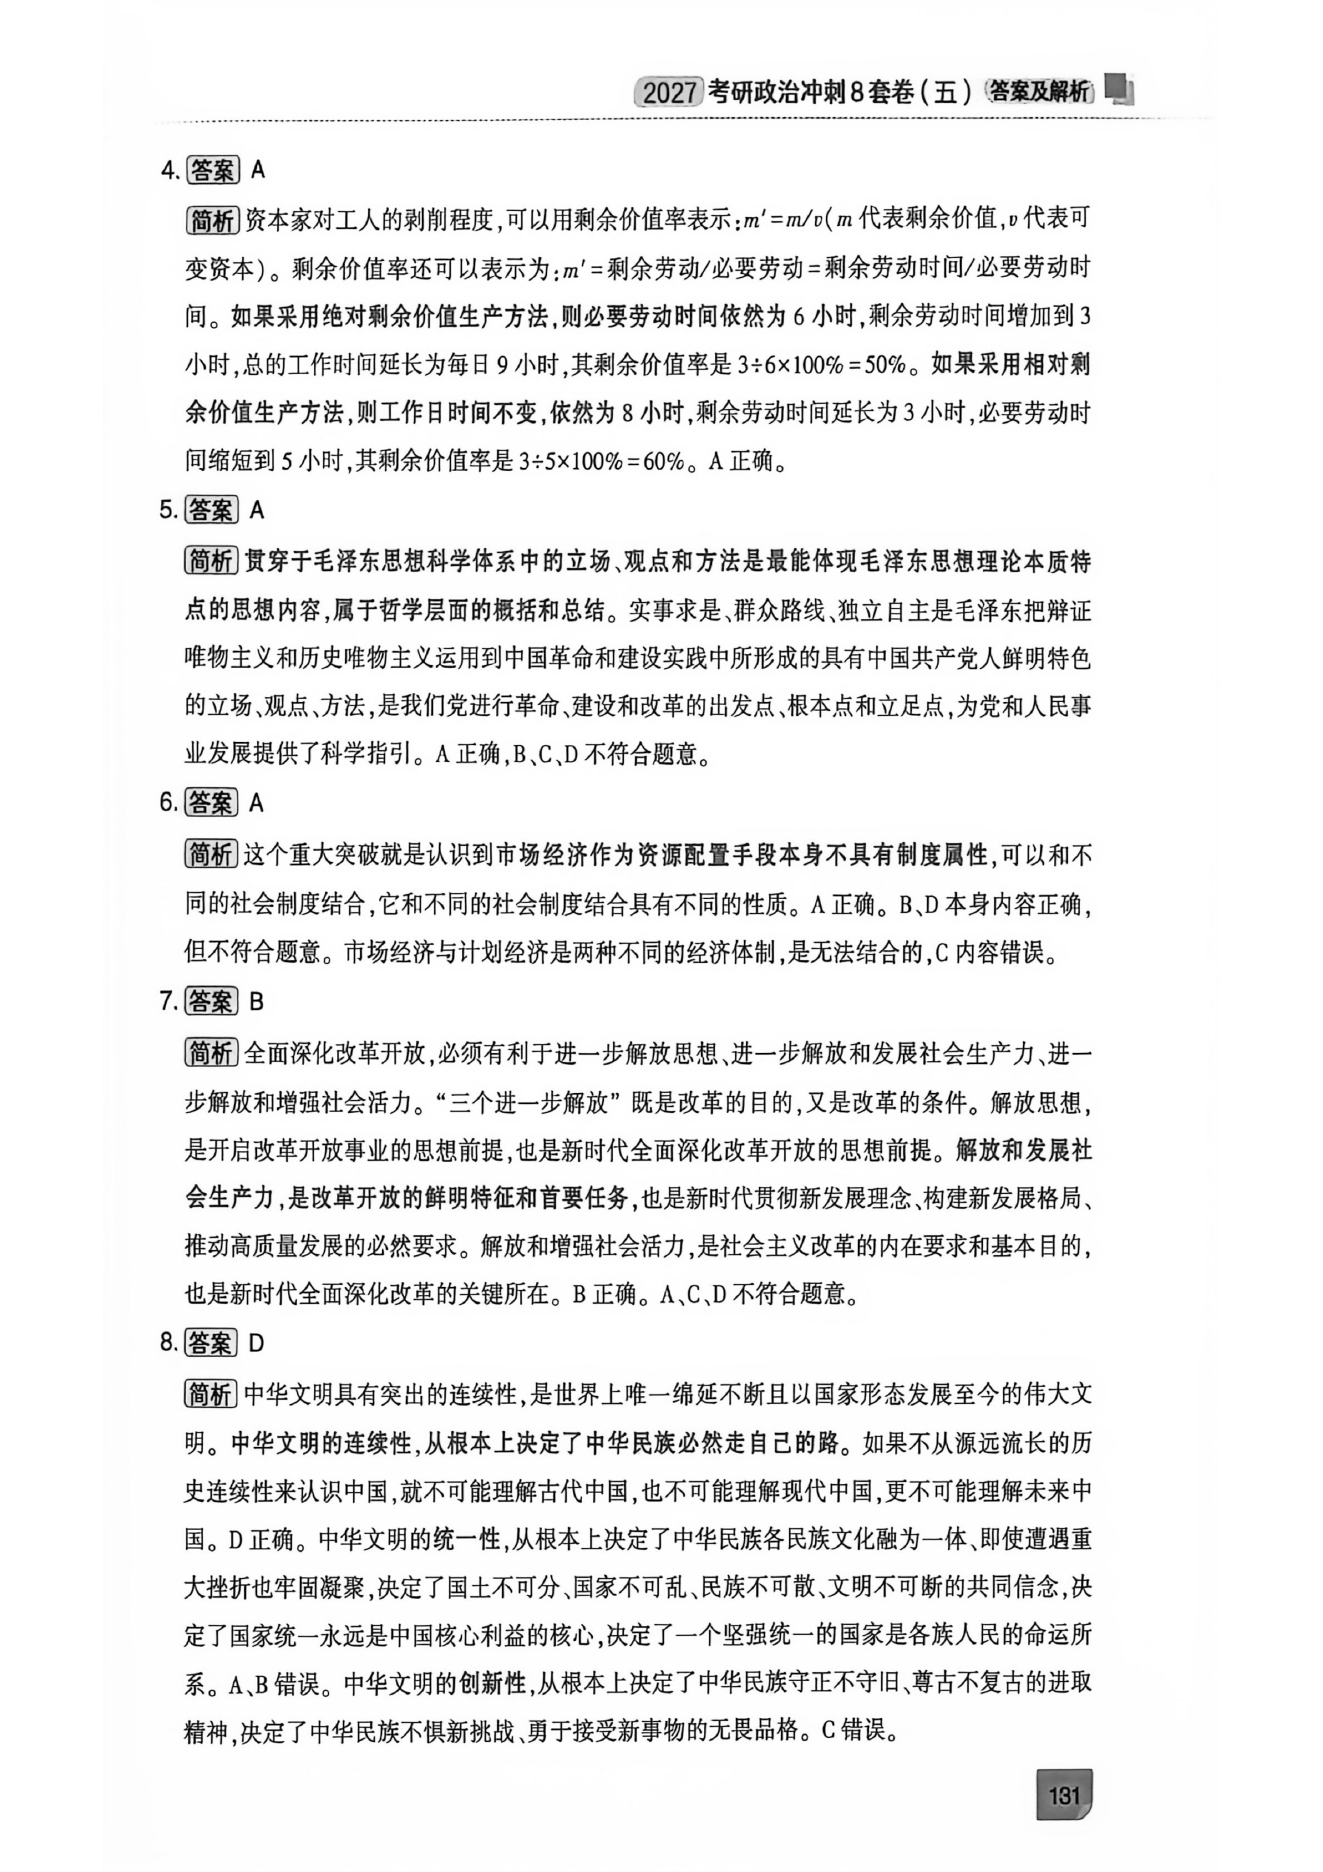 2027 考研政治冲刺8套卷(五) 答案及解析
4. 答案 A
简析 资本家对工人的剥削程度,可以用剩余价值率表示:m′=m/v(m 代表剩余价值,v 代表可
变资本)。剩余价值率还可以表示为:m′=剩余劳动/必要劳动=剩余劳动时间/必要劳动时
间。如果采用绝对剩余价值生产方法,则必要劳动时间依然为 6 小时,剩余劳动时间增加到 3
小时,总的工作时间延长为每日 9 小时,其剩余价值率是 3÷6×100%=50%。如果采用相对剩
余价值生产方法,则工作日时间不变,依然为 8 小时,剩余劳动时间延长为 3 小时,必要劳动时
间缩短到 5 小时,其剩余价值率是 3÷5×100%=60%。A 正确。
5. 答案 A
简析 贯穿于毛泽东思想科学体系中的立场、观点和方法是最能体现毛泽东思想理论本质特
点的思想内容,属于哲学层面的概括和总结。实事求是、群众路线、独立自主是毛泽东把辩证
唯物主义和历史唯物主义运用到中国革命和建设实践中所形成的具有中国共产党人鲜明特色
的立场、观点、方法,是我们党进行革命、建设和改革的出发点、根本点和立足点,为党和人民事
业发展提供了科学指引。A 正确,B、C、D 不符合题意。
6. 答案 A
简析 这个重大突破就是认识到市场经济作为资源配置手段本身不具有制度属性,可以和不
同的社会制度结合,它和不同的社会制度结合具有不同的性质。A 正确。B、D 本身内容正确,
但不符合题意。市场经济与计划经济是两种不同的经济体制,是无法结合的,C 内容错误。
7. 答案 B
简析 全面深化改革开放,必须有利于进一步解放思想、进一步解放和发展社会生产力、进一
步解放和增强社会活力。“三个进一步解放”既是改革的目的,又是改革的条件。解放思想,
是开启改革开放事业的思想前提,也是新时代全面深化改革开放的思想前提。解放和发展社
会生产力,是改革开放的鲜明特征和首要任务,也是新时代贯彻新发展理念、构建新发展格局、
推动高质量发展的必然要求。解放和增强社会活力,是社会主义改革的内在要求和基本目的,
也是新时代全面深化改革的关键所在。B 正确。A、C、D 不符合题意。
8. 答案 D
简析 中华文明具有突出的连续性,是世界上唯一绵延不断且以国家形态发展至今的伟大文
明。中华文明的连续性,从根本上决定了中华民族必然走自己的路。如果不从源远流长的历
史连续性来认识中国,就不可能理解古代中国,也不可能理解现代中国,更不可能理解未来中
国。D 正确。中华文明的统一性,从根本上决定了中华民族各民族文化融为一体、即使遭遇重
大挫折也牢固凝聚,决定了国土不可分、国家不可乱、民族不可散、文明不可断的共同信念,决
定了国家统一永远是中国核心利益的核心,决定了一个坚强统一的国家是各族人民的命运所
系。A、B 错误。中华文明的创新性,从根本上决定了中华民族守正不守旧、尊古不复古的进取
精神,决定了中华民族不惧新挑战、勇于接受新事物的无畏品格。C 错误。
131